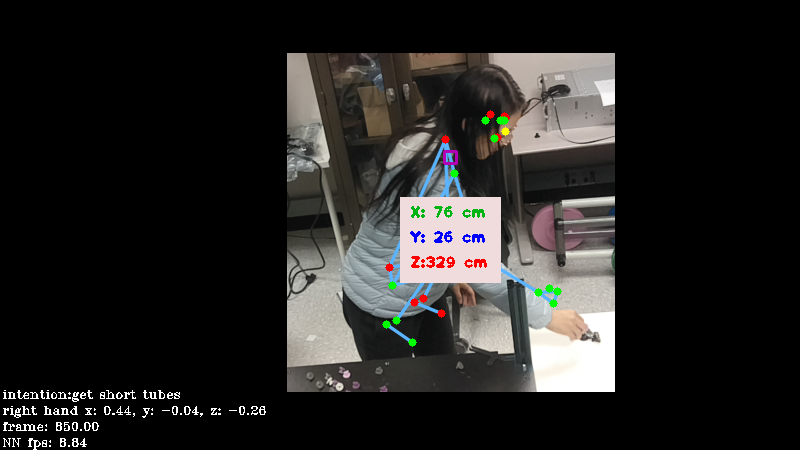 X: 76 cm
Y: 26 cm
Z:329 cm
intention:get short tubes
right hand x: 0.44, y: -0.04, z: -0.26
frame: 850.00
NN fps: 8.84